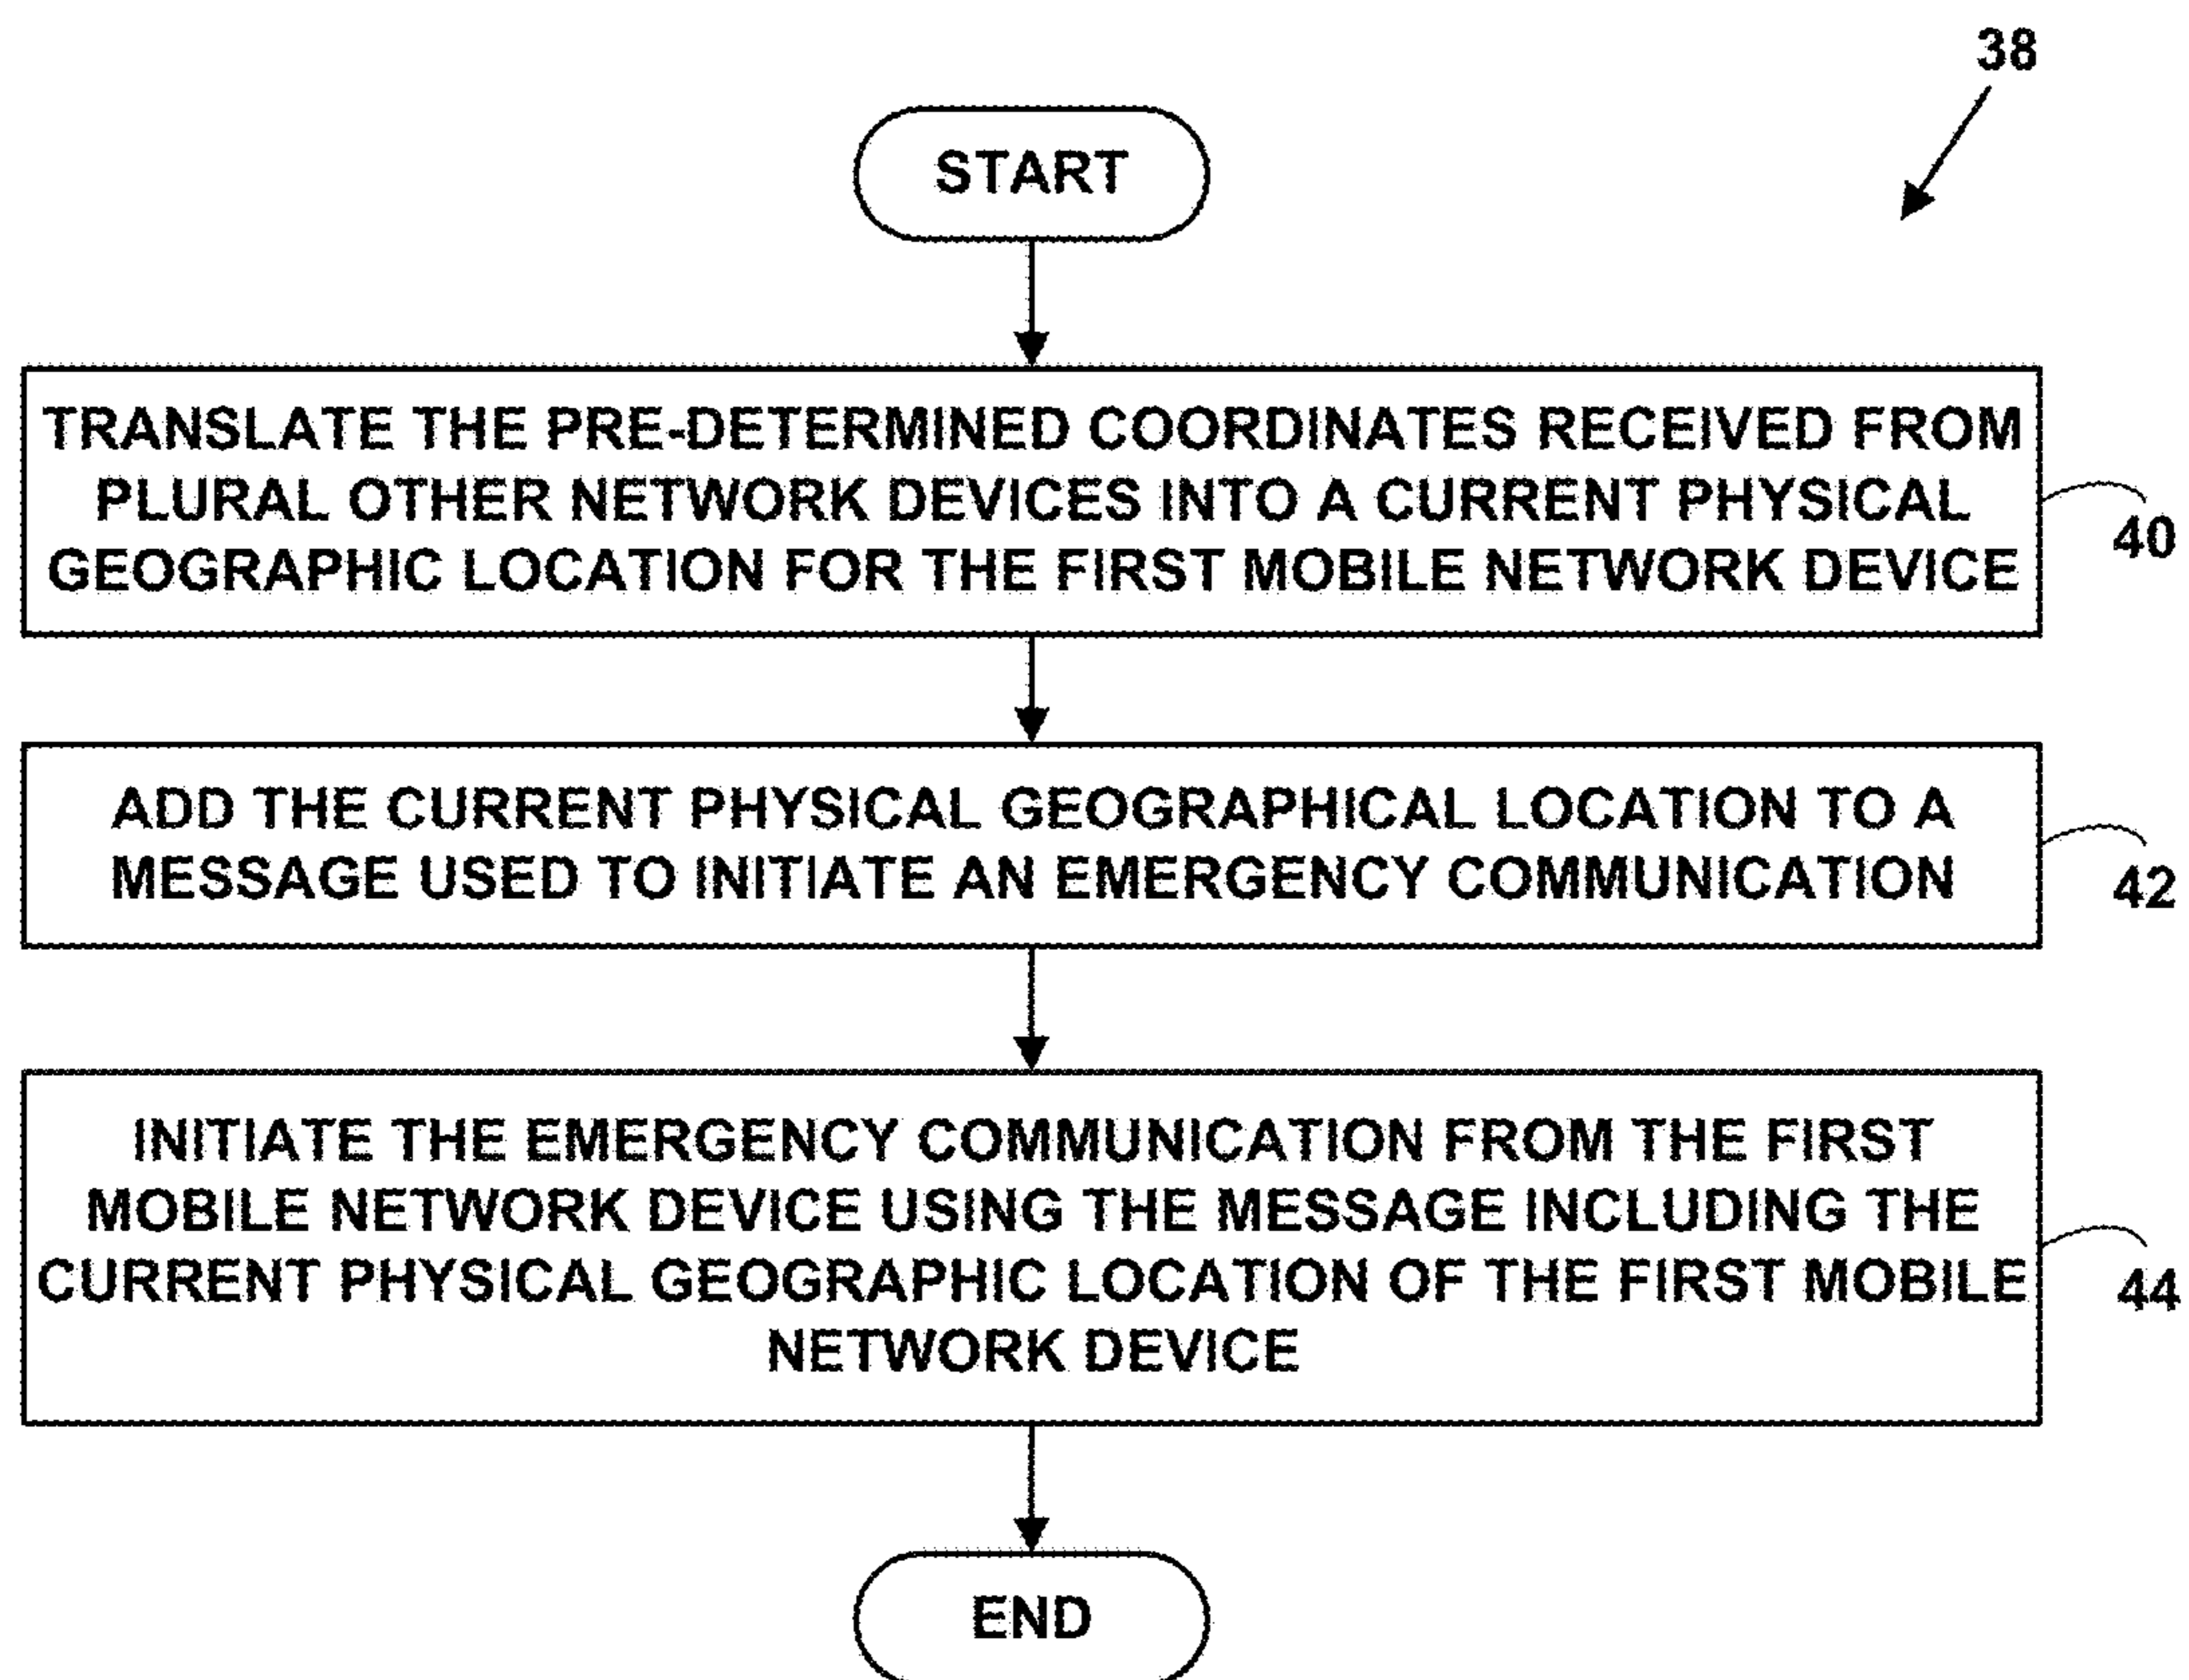 38
START
TRANSLATE THE PRE-DETERMINED COORDINATES RECEIVED FROM
PLURAL OTHER NETWORK DEVICES INTO A CURRENT PHYSICAL
GEOGRAPHIC LOCATION FOR THE FIRST MOBILE NETWORK DEVICE
40
ADD THE CURRENT PHYSICAL GEOGRAPHICAL LOCATION TO A
MESSAGE USED TO INITIATE AN EMERGENCY COMMUNICATION
42
INITIATE THE EMERGENCY COMMUNICATION FROM THE FIRST
MOBILE NETWORK DEVICE USING THE MESSAGE INCLUDING THE
CURRENT PHYSICAL GEOGRAPHIC LOCATION OF THE FIRST MOBILE
NETWORK DEVICE
44
END